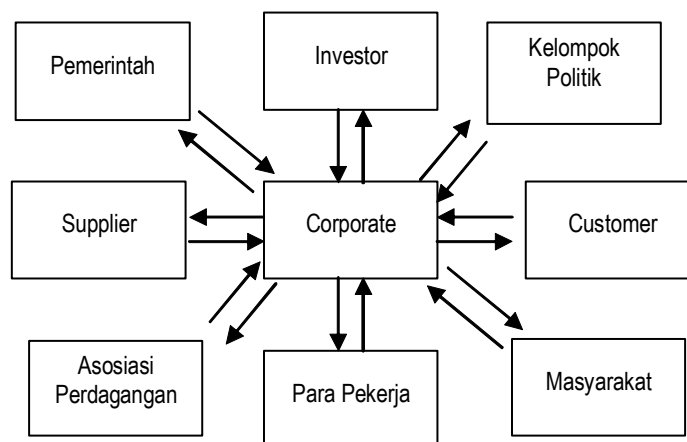 Pemerintah
Investor
Kelompok
Politik
Supplier
Corporate
Customer
Asosiasi
Perdagangan
Para Pekerja
Masyarakat